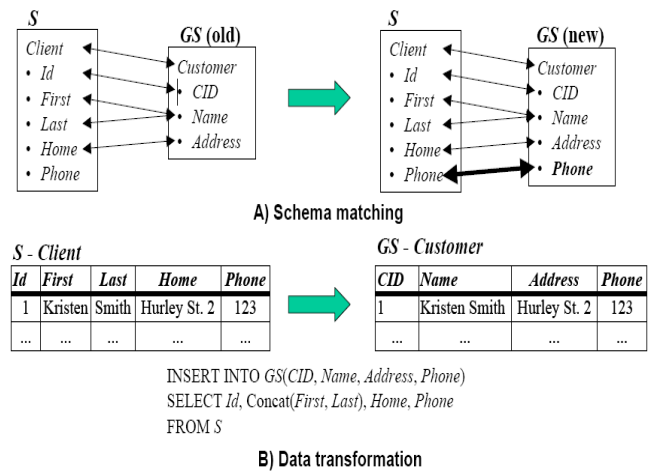 S
GS (old)
Client
• Id
• First
• Last
• Home
• Phone
Customer
• CID
• Name
• Address
S
GS (new)
Client
• Id
• First
• Last
• Home
• Phone
Customer
• CID
• Name
• Address
• Phone
A) Schema matching
S - Client
Id First Last Home Phone
1 Kristen Smith Hurley St. 2 123
... ... ... ... ...
GS - Customer
CID Name Address Phone
1 Kristen Smith Hurley St. 2 123
... ... ... ...
INSERT INTO GS(CID, Name, Address, Phone)
SELECT Id, Concat(First, Last), Home, Phone
FROM S
B) Data transformation